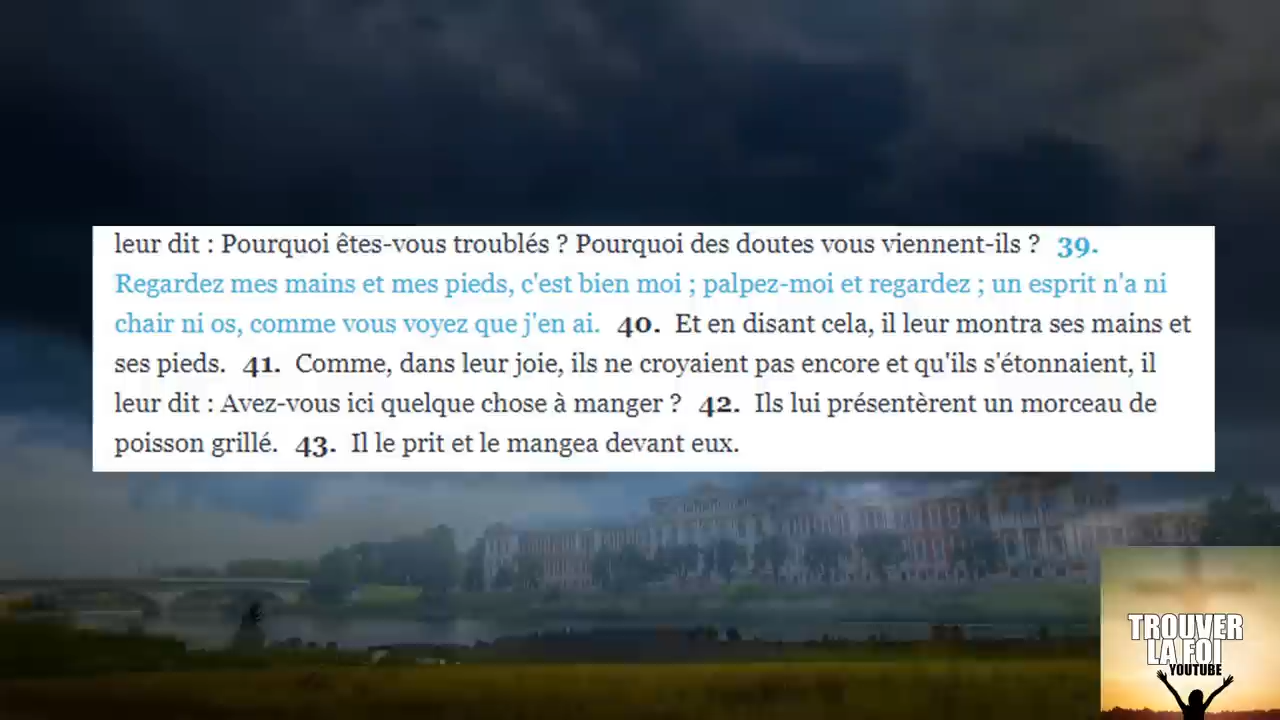 leur dit : Pourquoi êtes-vous troublés ? Pourquoi des doutes vous viennent-ils ? 39.
Regardez mes mains et mes pieds, c'est bien moi ; palpez-moi et regardez ; un esprit n'a ni
chair ni os, comme vous voyez que j'en ai. 40. Et en disant cela, il leur montra ses mains et
ses pieds. 41. Comme, dans leur joie, ils ne croyaient pas encore et qu'ils s'étonnaient, il
leur dit : Avez-vous ici quelque chose à manger ? 42. Ils lui présentèrent un morceau de
poisson grillé. 43. Il le prit et le mangea devant eux.
TROUVER
LA FOI
YOUTUBE